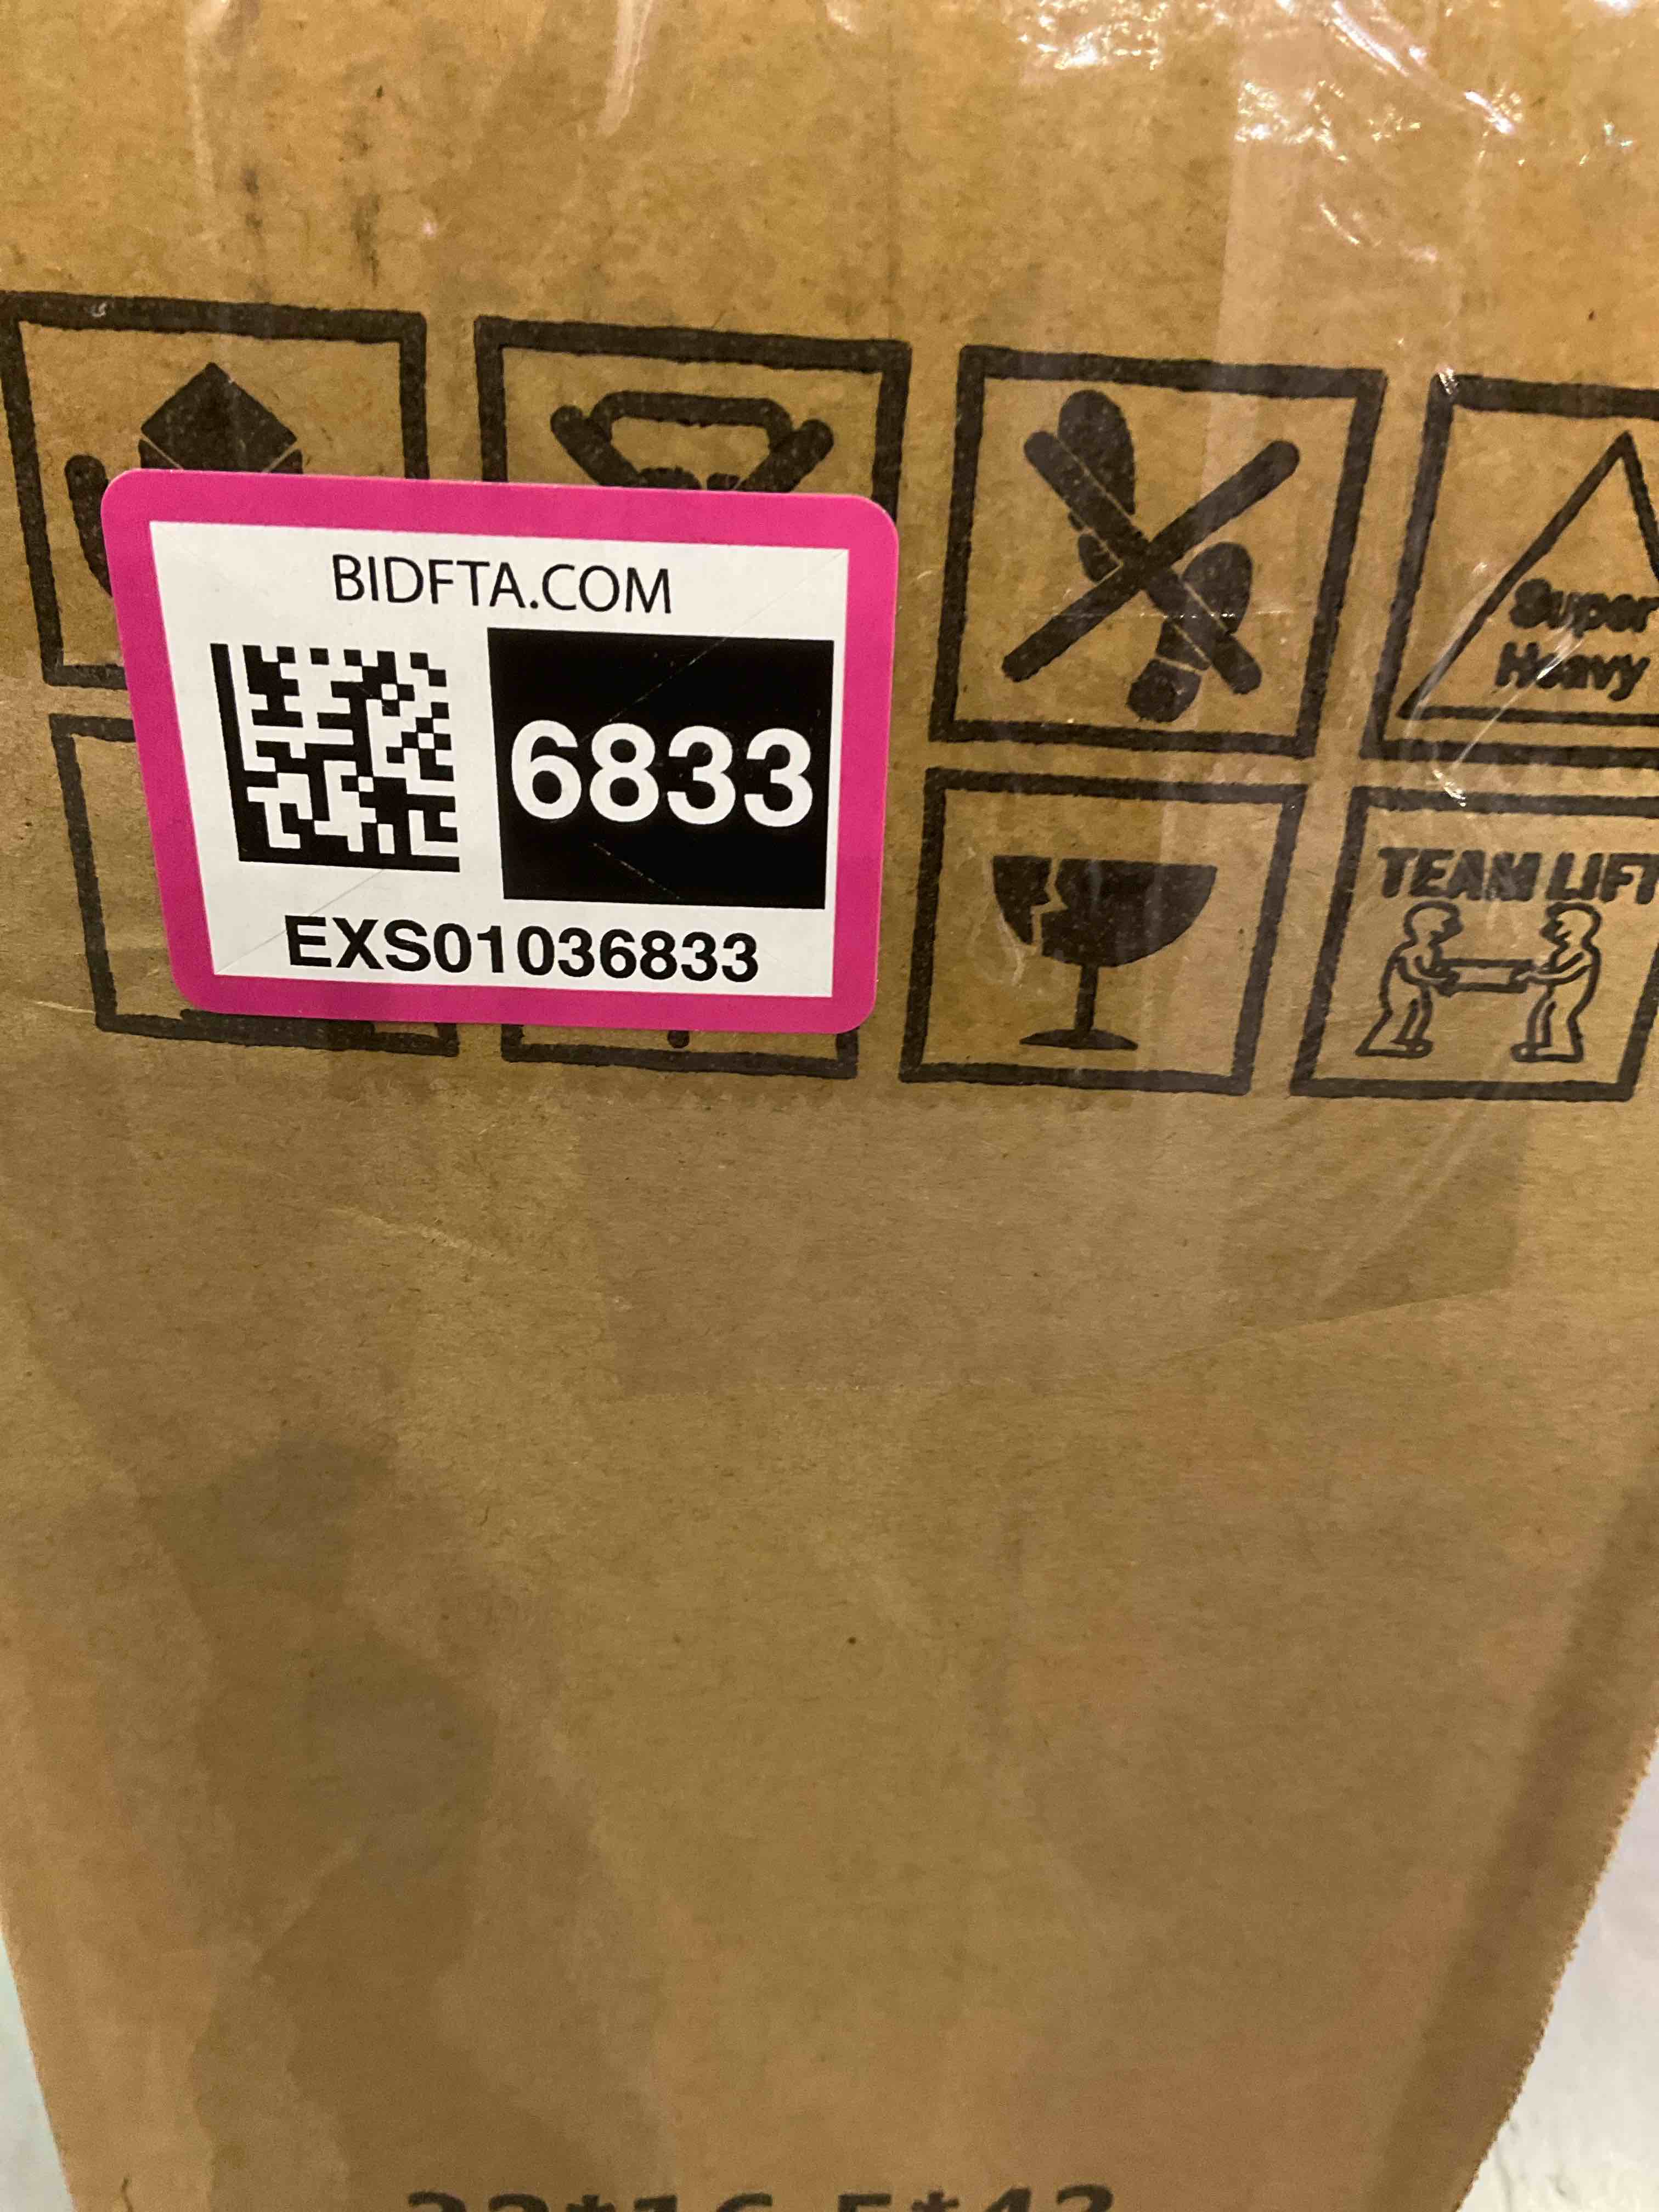 BIDFTA.COM
6833
EXS01036833
Super
Heavy
TEAM LIFT